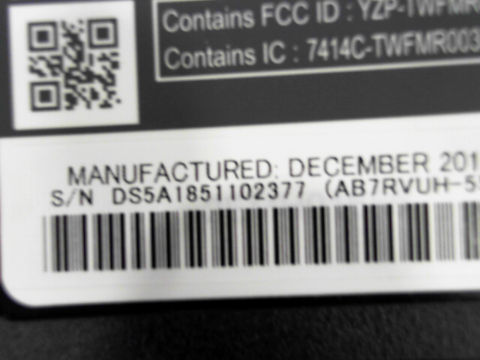 Contains FCC ID : YZP-TWFMR
Contains IC : 7414C-TWFMR003
MANUFACTURED: DECEMBER 201
S/N DS5A1851102377 (AB7RVUH-5